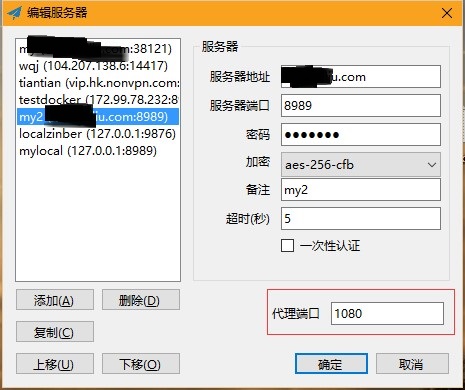 编辑服务器
my :38121)
wqj (104.207.138.6:14417)
tiantian (vip.hk.nonvpn.com:
testdocker (172.99.78.232:8
my2 iu.com:8989)
localzinber (127.0.0.1:9876)
mylocal (127.0.0.1:8989)
服务器
服务器地址 .com
服务器端口 8989
密码 ●●●●●●●
加密 aes-256-cfb
备注 my2
超时(秒) 5
一次性认证
代理端口 1080
添加(A) 删除(D)
复制(C)
上移(U) 下移(O) 确定 取消